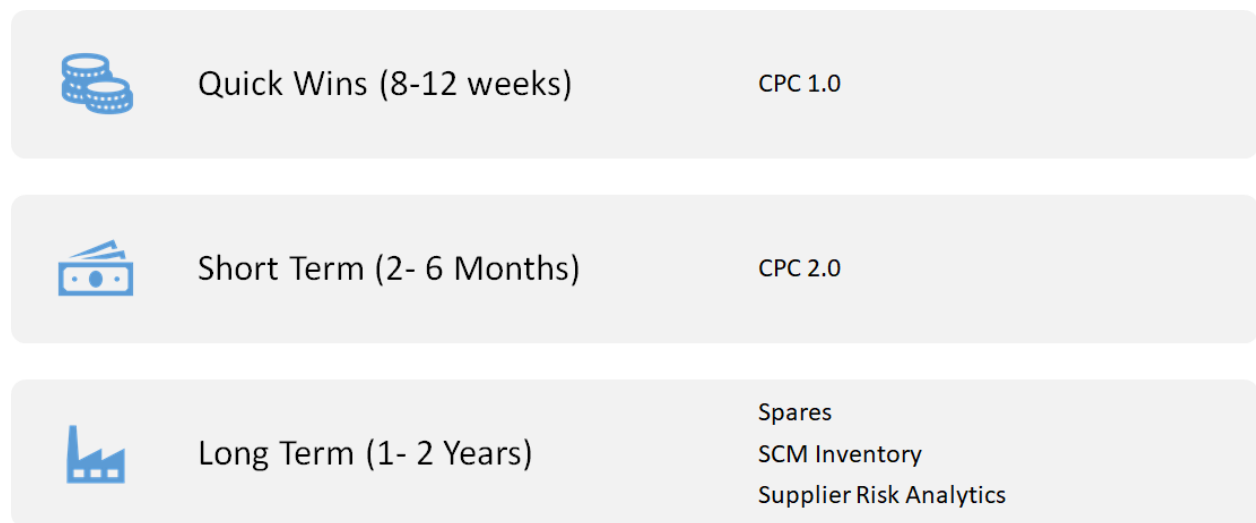 Quick Wins (8-12 weeks)
CPC 1.0
Short Term (2- 6 Months)
CPC 2.0
Long Term (1- 2 Years)
Spares
SCM Inventory
Supplier Risk Analytics